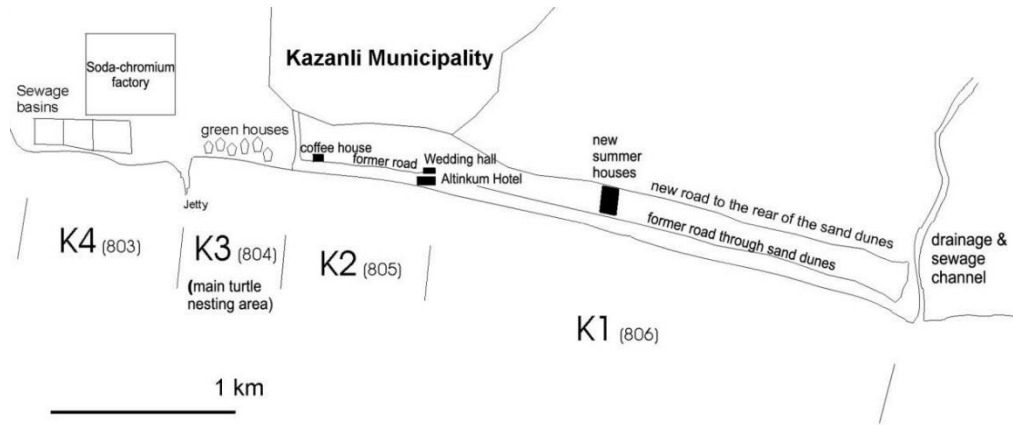 Kazanli Municipality
Soda-chromium
factory
Sewage
basins
green houses
coffee house
former road
Wedding hall
Altinkum Hotel
new
summer
houses
new road to the rear of the sand dunes
former road through sand dunes
drainage &
sewage
channel
Jetty
K4 (803)
K3 (804)
(main turtle
nesting area)
K2 (805)
K1 (806)
1 km